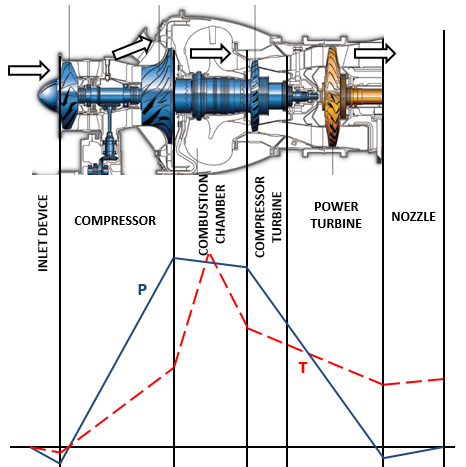 INLET DEVICE
COMPRESSOR
COMBUSTION
CHAMBER
COMPRESSOR
TURBINE
POWER
TURBINE
NOZZLE
P
T